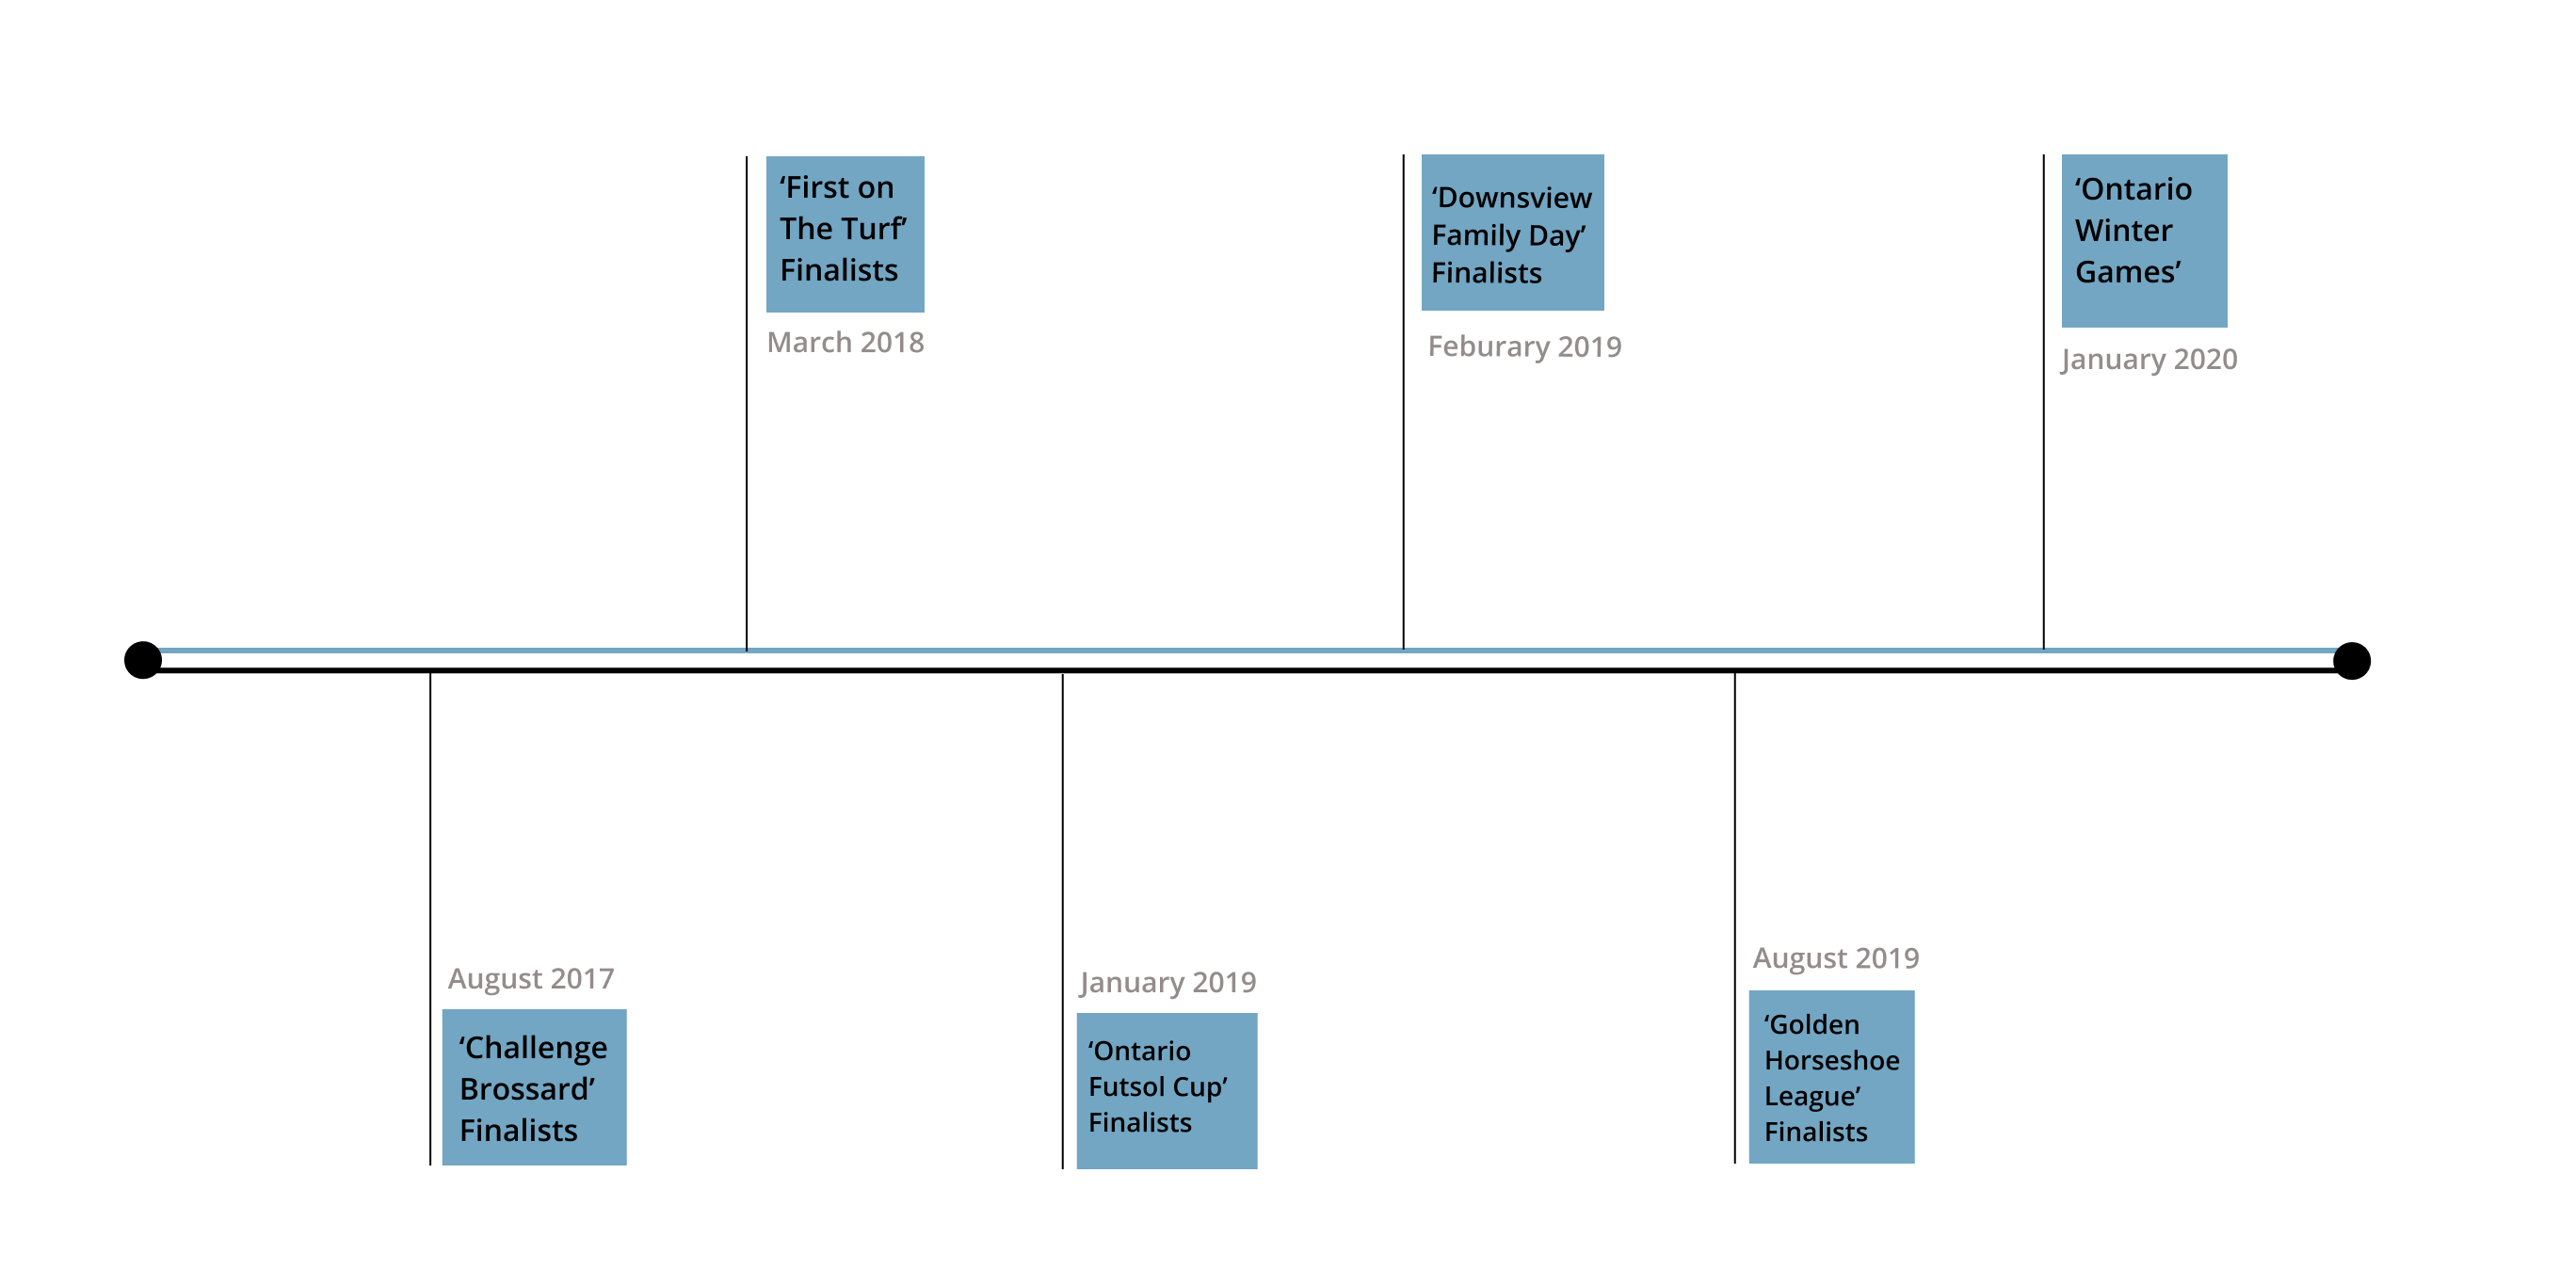 ‘First on
The Turf’
Finalists
March 2018
‘Downsview
Family Day’
Finalists
Feburary 2019
‘Ontario
Winter
Games’
January 2020
August 2017
‘Challenge
Brossard’
Finalists
January 2019
‘Ontario
Futsol Cup’
Finalists
August 2019
‘Golden
Horseshoe
League’
Finalists